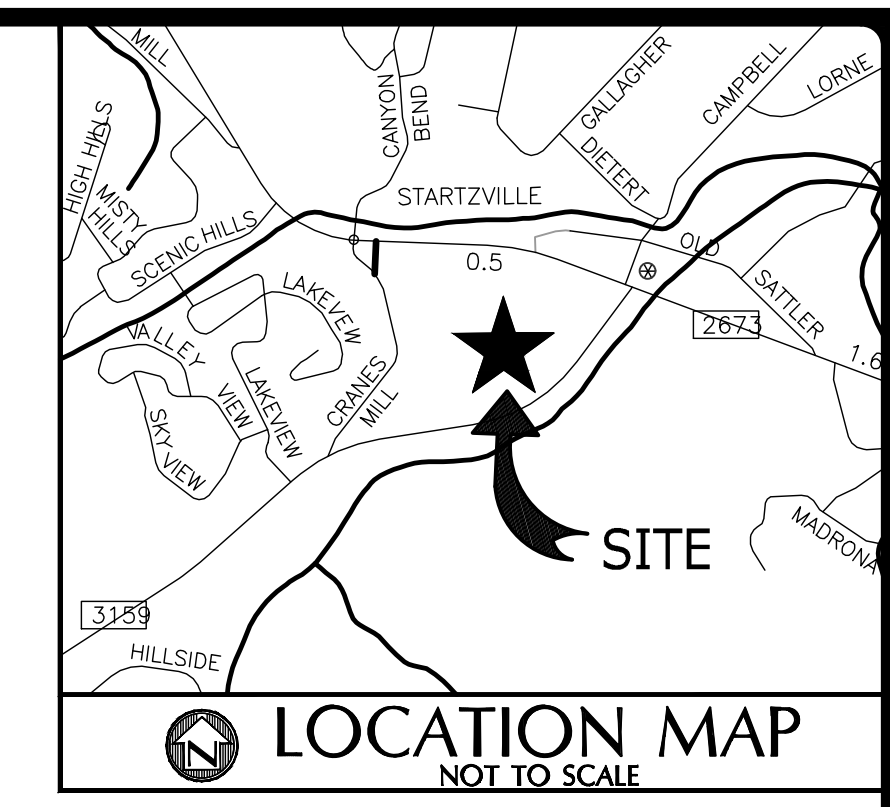 MILL
CANYON
BEND
GALLAGHER
CAMPBELL
LORNE
HIGH HILLS
DIETERT
MISTY
HILLS
STARTZVILLE
SCENIC HILLS
OLD
0.5
LAKEVIEW
SATTLER
2673
VALLEY
VIEW
1.6
LAKEVIEW
CRANES
MILL
SKY VIEW
SITE
MADRONA
3159
HILLSIDE
N
LOCATION MAP
NOT TO SCALE